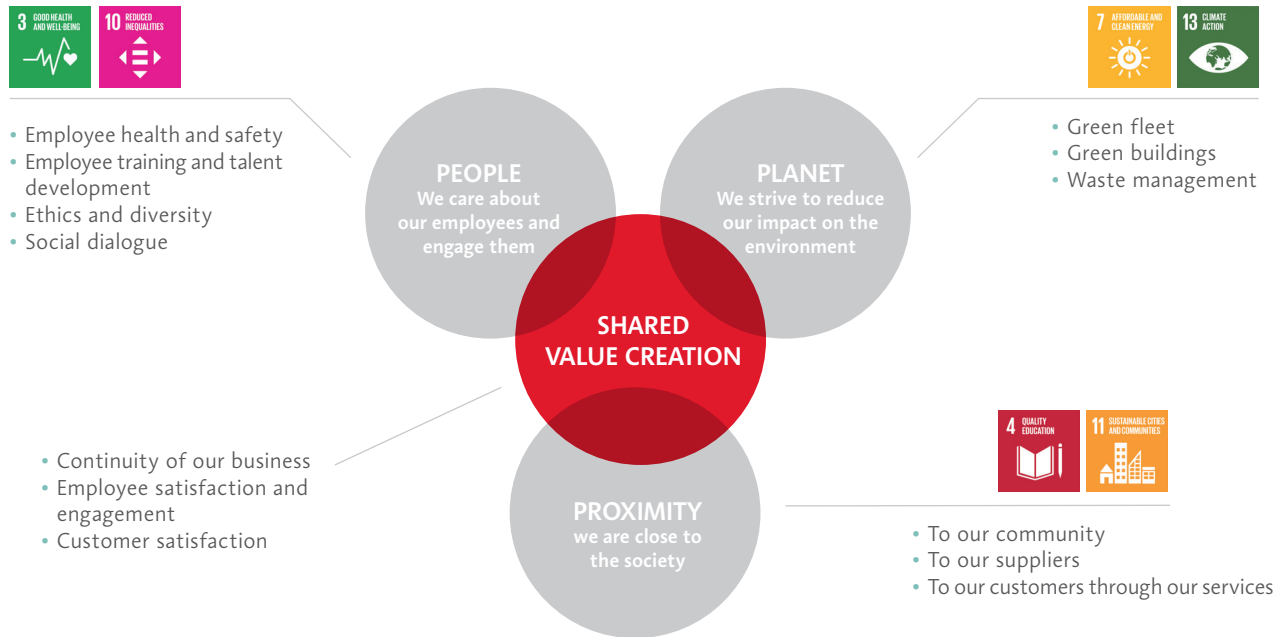 3 GOOD HEALTH
AND WELL-BEING
10 REDUCED
INEQUALITIES
• Employee health and safety
• Employee training and talent
development
• Ethics and diversity
• Social dialogue
PEOPLE
We care about
our employees and
engage them
PLANET
We strive to reduce
our impact on the
environment
7 AFFORDABLE AND
CLEAN ENERGY
13 CLIMATE
ACTION
• Green fleet
• Green buildings
• Waste management
SHARED
VALUE CREATION
• Continuity of our business
• Employee satisfaction and
engagement
• Customer satisfaction
PROXIMITY
we are close to
the society
4 QUALITY
EDUCATION
11 SUSTAINABLE CITIES
AND COMMUNITIES
• To our community
• To our suppliers
• To our customers through our services